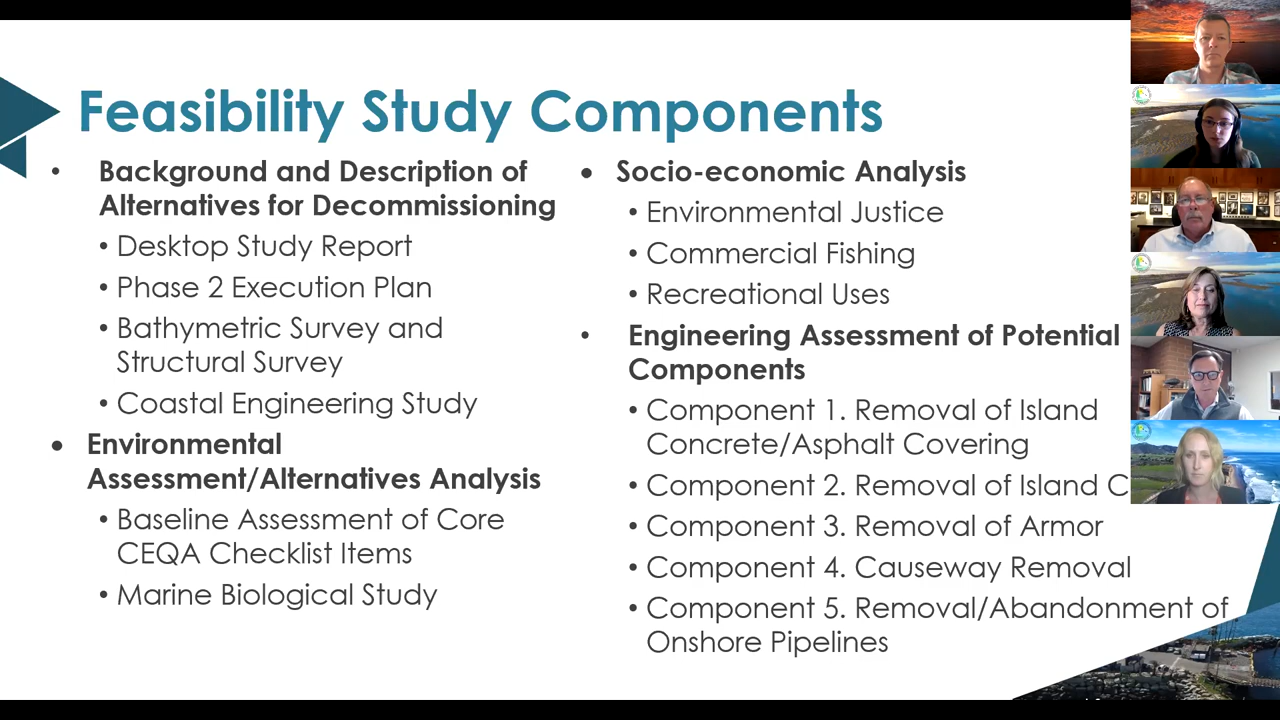 Feasibility Study Components
• Background and Description of
Alternatives for Decommissioning
• Desktop Study Report
• Phase 2 Execution Plan
• Bathymetric Survey and
Structural Survey
• Coastal Engineering Study
• Environmental
Assessment/Alternatives Analysis
• Baseline Assessment of Core
CEQA Checklist Items
• Marine Biological Study
• Socio-economic Analysis
• Environmental Justice
• Commercial Fishing
• Recreational Uses
• Engineering Assessment of Potential
Components
• Component 1. Removal of Island
Concrete/Asphalt Covering
• Component 2. Removal of Island
• Component 3. Removal of Armor
• Component 4. Causeway Removal
• Component 5. Removal/Abandonment of
Onshore Pipelines